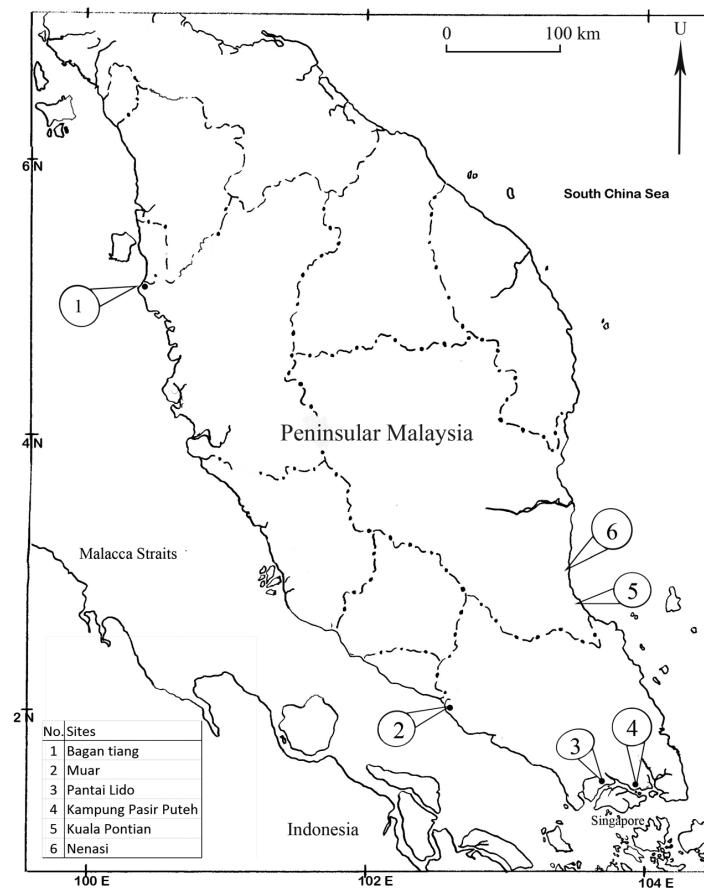 0 100 km
U
6 N
South China Sea
1
4 N
Peninsular Malaysia
6
Malacca Straits
5
2 N
2
3
4
No. Sites
1 Bagan tiang
2 Muar
3 Pantai Lido
4 Kampung Pasir Puteh
5 Kuala Pontian
6 Nenasi
Indonesia
Singapore
100 E
102 E
104 E